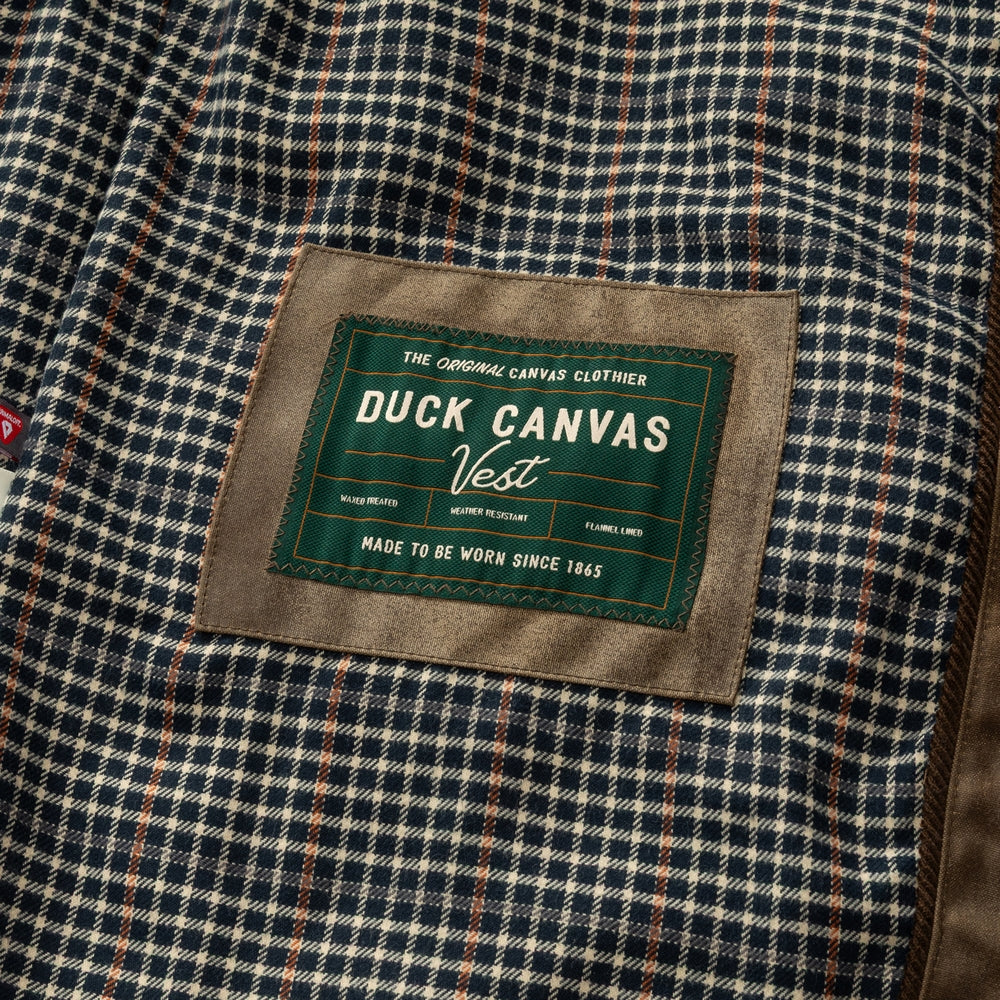 THE ORIGINAL CANVAS CLOTHIER
DUCK CANVAS
Vest
WAXED TREATED
WEATHER RESISTANT
FLANNEL LINED
MADE TO BE WORN SINCE 1865